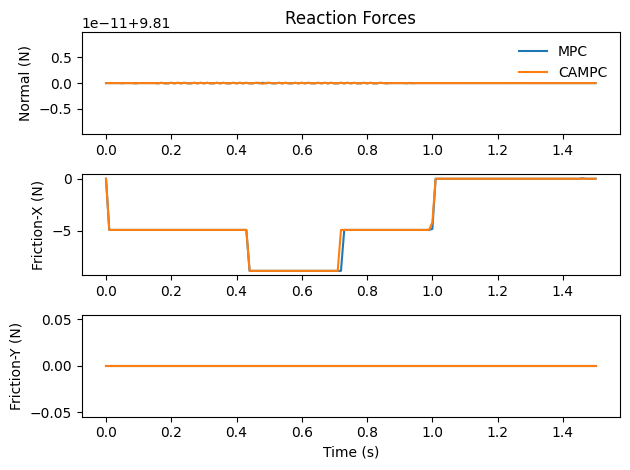 Reaction Forces
1e−11+9.81
Normal (N)
0.5
0.0
−0.5
MPC
CAMPC
0.0 0.2 0.4 0.6 0.8 1.0 1.2 1.4
Friction-X (N)
0
−5
0.0 0.2 0.4 0.6 0.8 1.0 1.2 1.4
Friction-Y (N)
0.05
0.00
−0.05
0.0 0.2 0.4 0.6 0.8 1.0 1.2 1.4
Time (s)